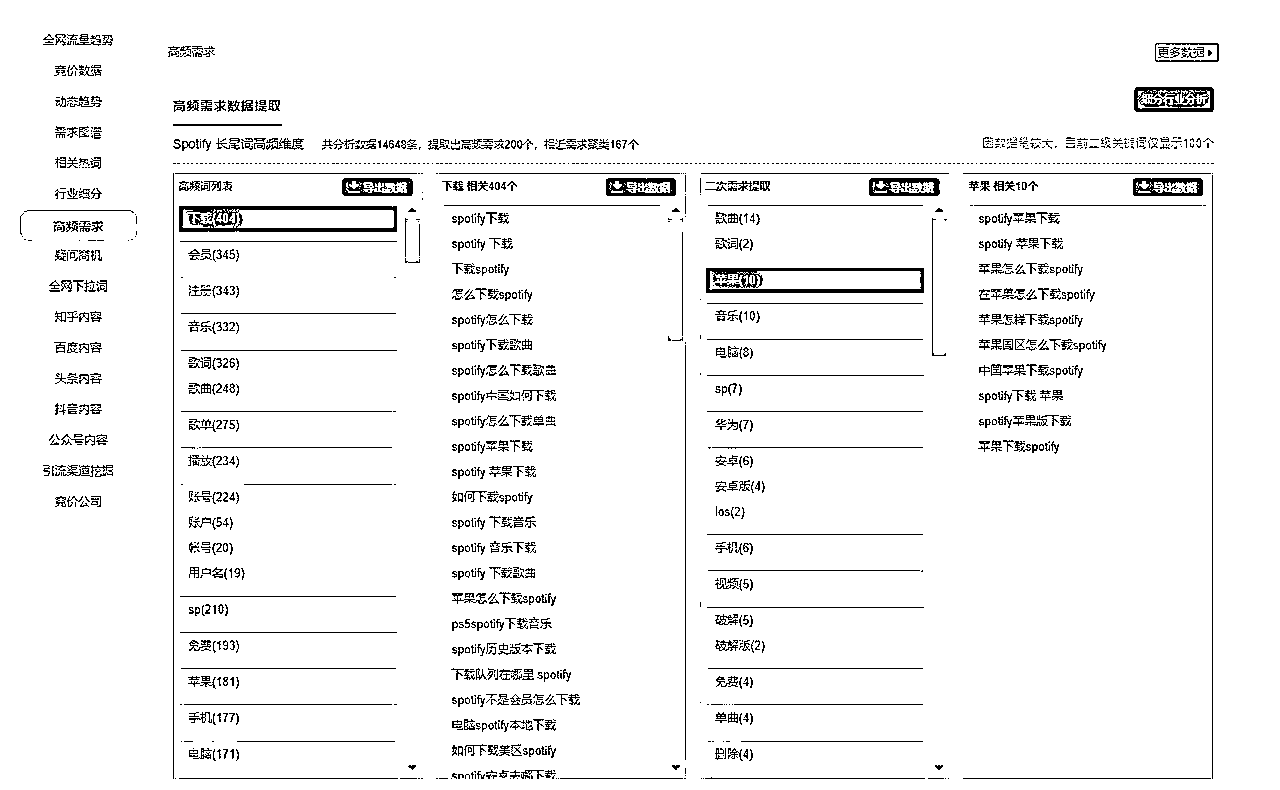 全网流量趋势
竞价数据
动态趋势
需求图谱
相关热词
行业细分
高频需求
疑问商机
全网下拉词
知乎内容
百度内容
头条内容
抖音内容
公众号内容
引流渠道挖掘
竞价公司
高频需求
更多数据
高频需求数据提取
细分行业分析
Spotify 长尾词高频维度 共分析数据14648条，提取出高频需求200个，相近需求聚类167个
因数据量较大，当前二级关键词仅显示100个
高频词列表
导出数据
下载(404)
会员(345)
注册(343)
音乐(332)
歌词(326)
歌曲(248)
歌单(275)
播放(234)
账号(224)
账户(54)
帐号(20)
用户名(19)
sp(210)
免费(193)
苹果(181)
手机(177)
电脑(171)
下载 相关404个
导出数据
spotify下载
spotify 下载
下载spotify
怎么下载spotify
spotify怎么下载
spotify下载歌曲
spotify怎么下载歌曲
spotify中国如何下载
spotify怎么下载单曲
spotify苹果下载
spotify 苹果下载
如何下载spotify
spotify 下载音乐
spotify 音乐下载
spotify 下载歌曲
苹果怎么下载spotify
ps5spotify下载音乐
spotify历史版本下载
下载队列在哪里 spotify
spotify不是会员怎么下载
电脑spotify本地下载
如何下载美区spotify
spotify安卓去哪下载
二次需求提取
导出数据
歌曲(14)
歌词(2)
苹果(10)
音乐(10)
电脑(8)
sp(7)
华为(7)
安卓(6)
安卓版(4)
Ios(2)
手机(6)
视频(5)
破解(5)
破解版(2)
免费(4)
单曲(4)
删除(4)
苹果 相关10个
导出数据
spotify苹果下载
spotify 苹果下载
苹果怎么下载spotify
在苹果怎么下载spotify
苹果怎样下载spotify
苹果国区怎么下载spotify
中国苹果下载spotify
spotify下载 苹果
spotify苹果版下载
苹果下载spotify